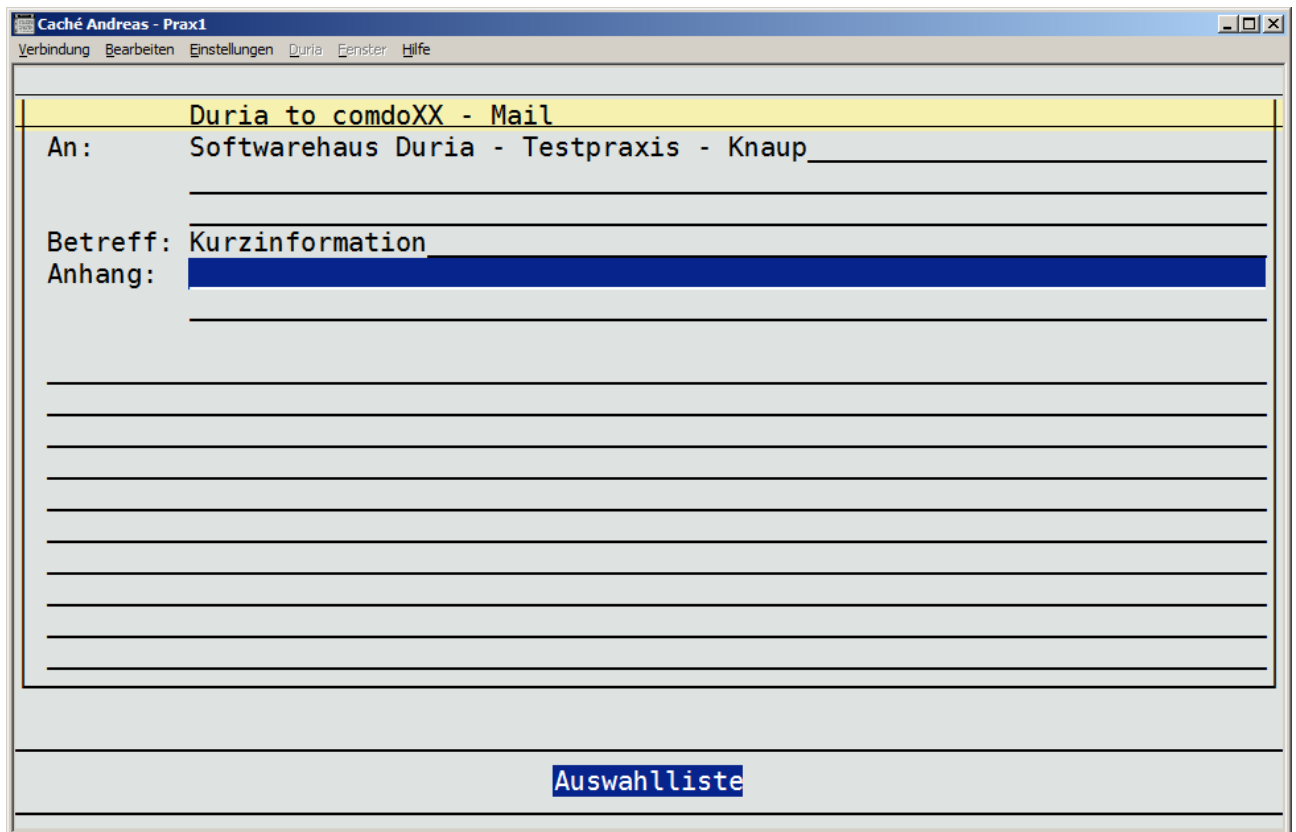 Caché Andreas - Prax1
Verbindung Bearbeiten Einstellungen Duria Fenster Hilfe
Duria to comdoXX - Mail
An: Softwarehaus Duria - Testpraxis - Knaup
Betreff: Kurzinformation
Anhang:
Auswahlliste